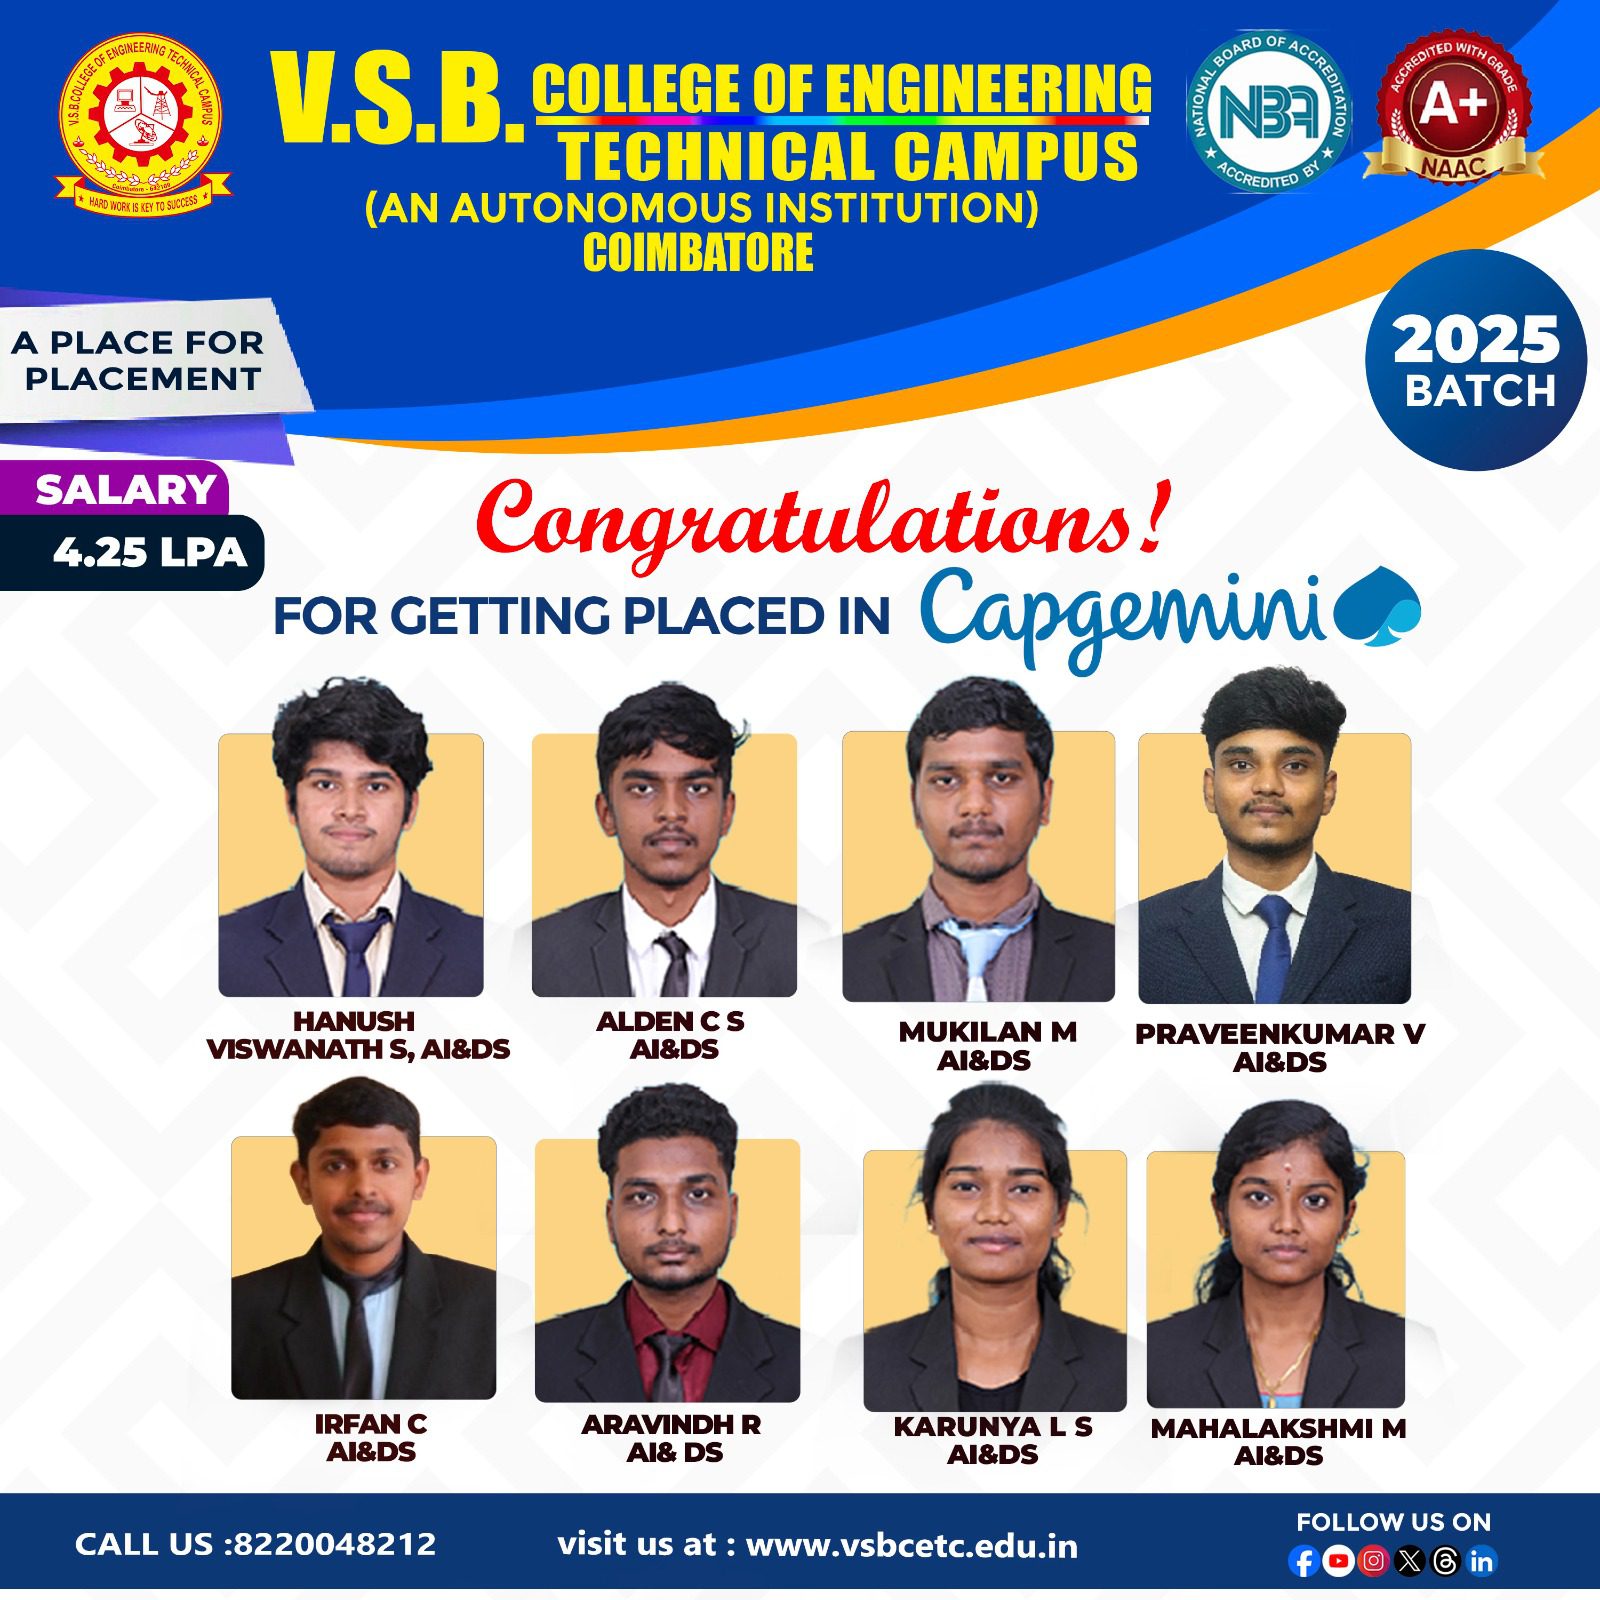 V.S.B.COLLEGE OF ENGINEERING TECHNICAL CAMPUS
Coimbatore - 642109
★ HARD WORK IS KEY TO SUCCESS ★
V.S.B. COLLEGE OF ENGINEERING
TECHNICAL CAMPUS
(AN AUTONOMOUS INSTITUTION)
COIMBATORE
NATIONAL BOARD OF ACCREDITATION
NBA
★ ACCREDITED BY ★
ACCREDITED WITH GRADE
A+
NAAC
A PLACE FOR
PLACEMENT
2025
BATCH
SALARY
4.25 LPA
Congratulations!
FOR GETTING PLACED IN Capgemini
HANUSH
VISWANATH S, AI&DS
ALDEN C S
AI&DS
MUKILAN M
AI&DS
PRAVEENKUMAR V
AI&DS
IRFAN C
AI&DS
ARAVINDH R
AI& DS
KARUNYA L S
AI&DS
MAHALAKSHMI M
AI&DS
CALL US :8220048212
visit us at : www.vsbcetc.edu.in
FOLLOW US ON